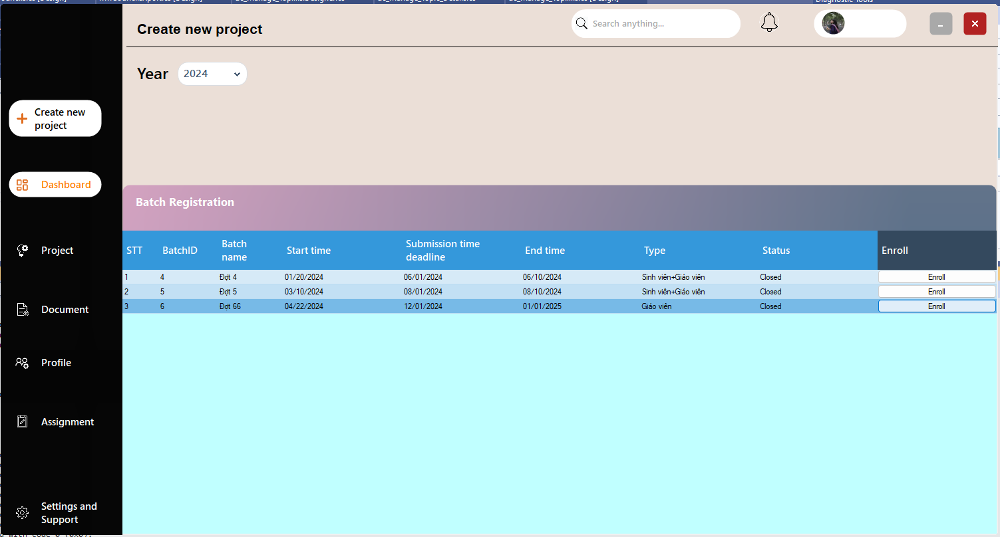 Diagnostic Tools
Create new project
Search anything...
Year
2024
Create new
project
Dashboard
Project
Document
Profile
Assignment
Settings and
Support
Batch Registration
STT BatchID Batch name Start time Submission time deadline End time Type Status Enroll
1 4 Đợt 4 01/20/2024 06/01/2024 06/10/2024 Sinh viên+Giáo viên Closed Enroll
2 5 Đợt 5 03/10/2024 08/01/2024 08/10/2024 Sinh viên+Giáo viên Closed Enroll
3 6 Đợt 66 04/22/2024 12/01/2024 01/01/2025 Giáo viên Closed Enroll